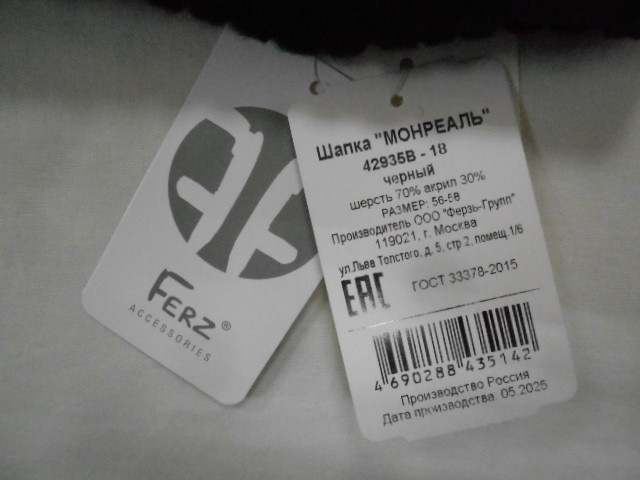 FERZ®
ACCESSORIES
Шапка "МОНРЕАЛЬ"
42935В - 18
черный
шерсть 70% акрил 30%
РАЗМЕР: 56-58
Производитель ООО "Ферзь-Групп"
119021, г. Москва
ул.Льва Толстого, д. 5, стр.2, помещ.1/6
EAC ГОСТ 33378-2015
4 690288 435142
Производство Россия
Дата производства: 05.2025